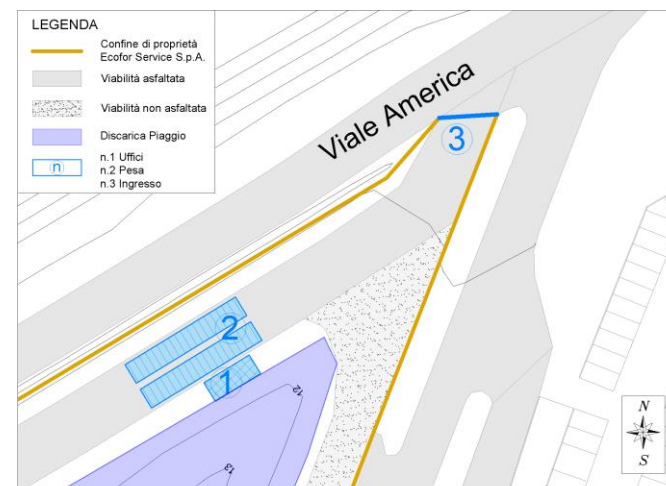 LEGENDA
Confine di proprietà
Ecofor Service S.p.A.
Viabilità asfaltata
Viabilità non asfaltata
Discarica Piaggio
n
n.1 Uffici
n.2 Pesa
n.3 Ingresso
Viale America
3
2
1
12
13
N
S